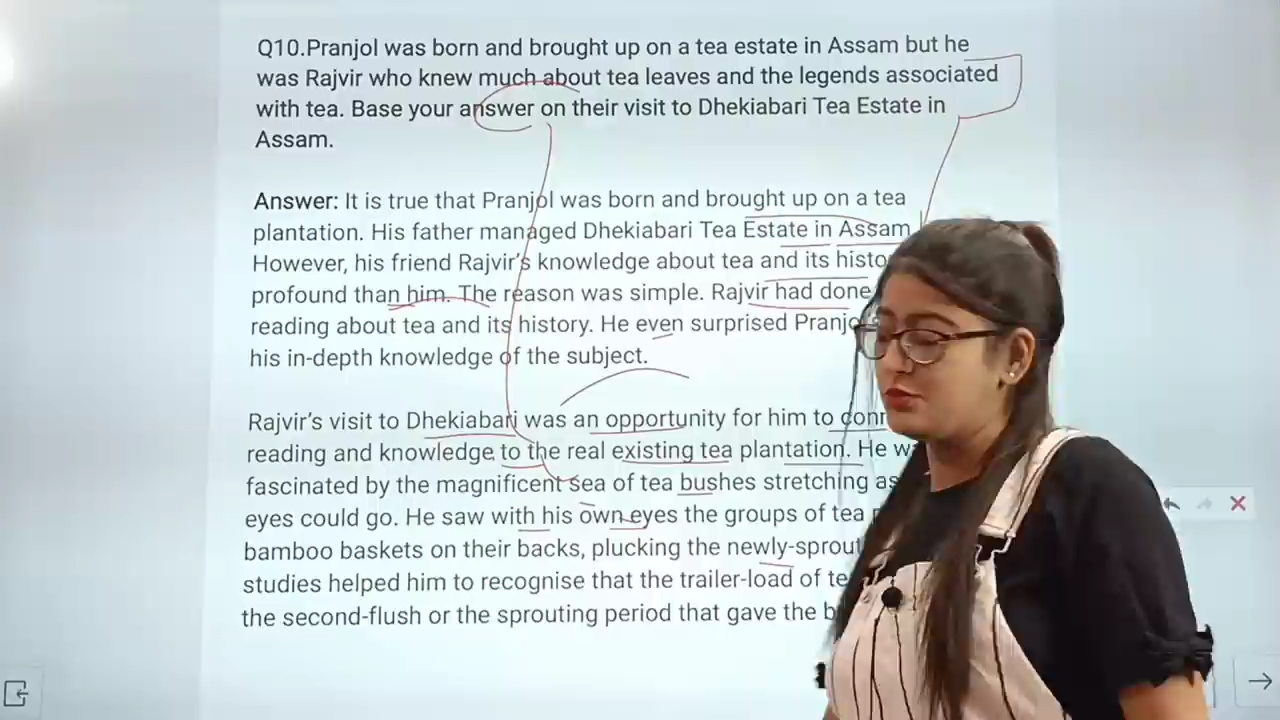 Q10.Pranjol was born and brought up on a tea estate in Assam but he
was Rajvir who knew much about tea leaves and the legends associated
with tea. Base your answer on their visit to Dhekiabari Tea Estate in
Assam.
Answer: It is true that Pranjol was born and brought up on a tea
plantation. His father managed Dhekiabari Tea Estate in Assam
However, his friend Rajvir's knowledge about tea and its
profound than him. The reason was simple. Rajvir had done
reading about tea and its history. He even surprised
his in-depth knowledge of the subject.
Rajvir's visit to Dhekiabari was an opportunity for him to
reading and knowledge to the real existing tea plantation. He
fascinated by the magnificent sea of tea bushes stretching
eyes could go. He saw with his own eyes the groups of tea
bamboo baskets on their backs, plucking the
studies helped him to recognise that the trailer-load of
the second-flush or the sprouting period that gave the